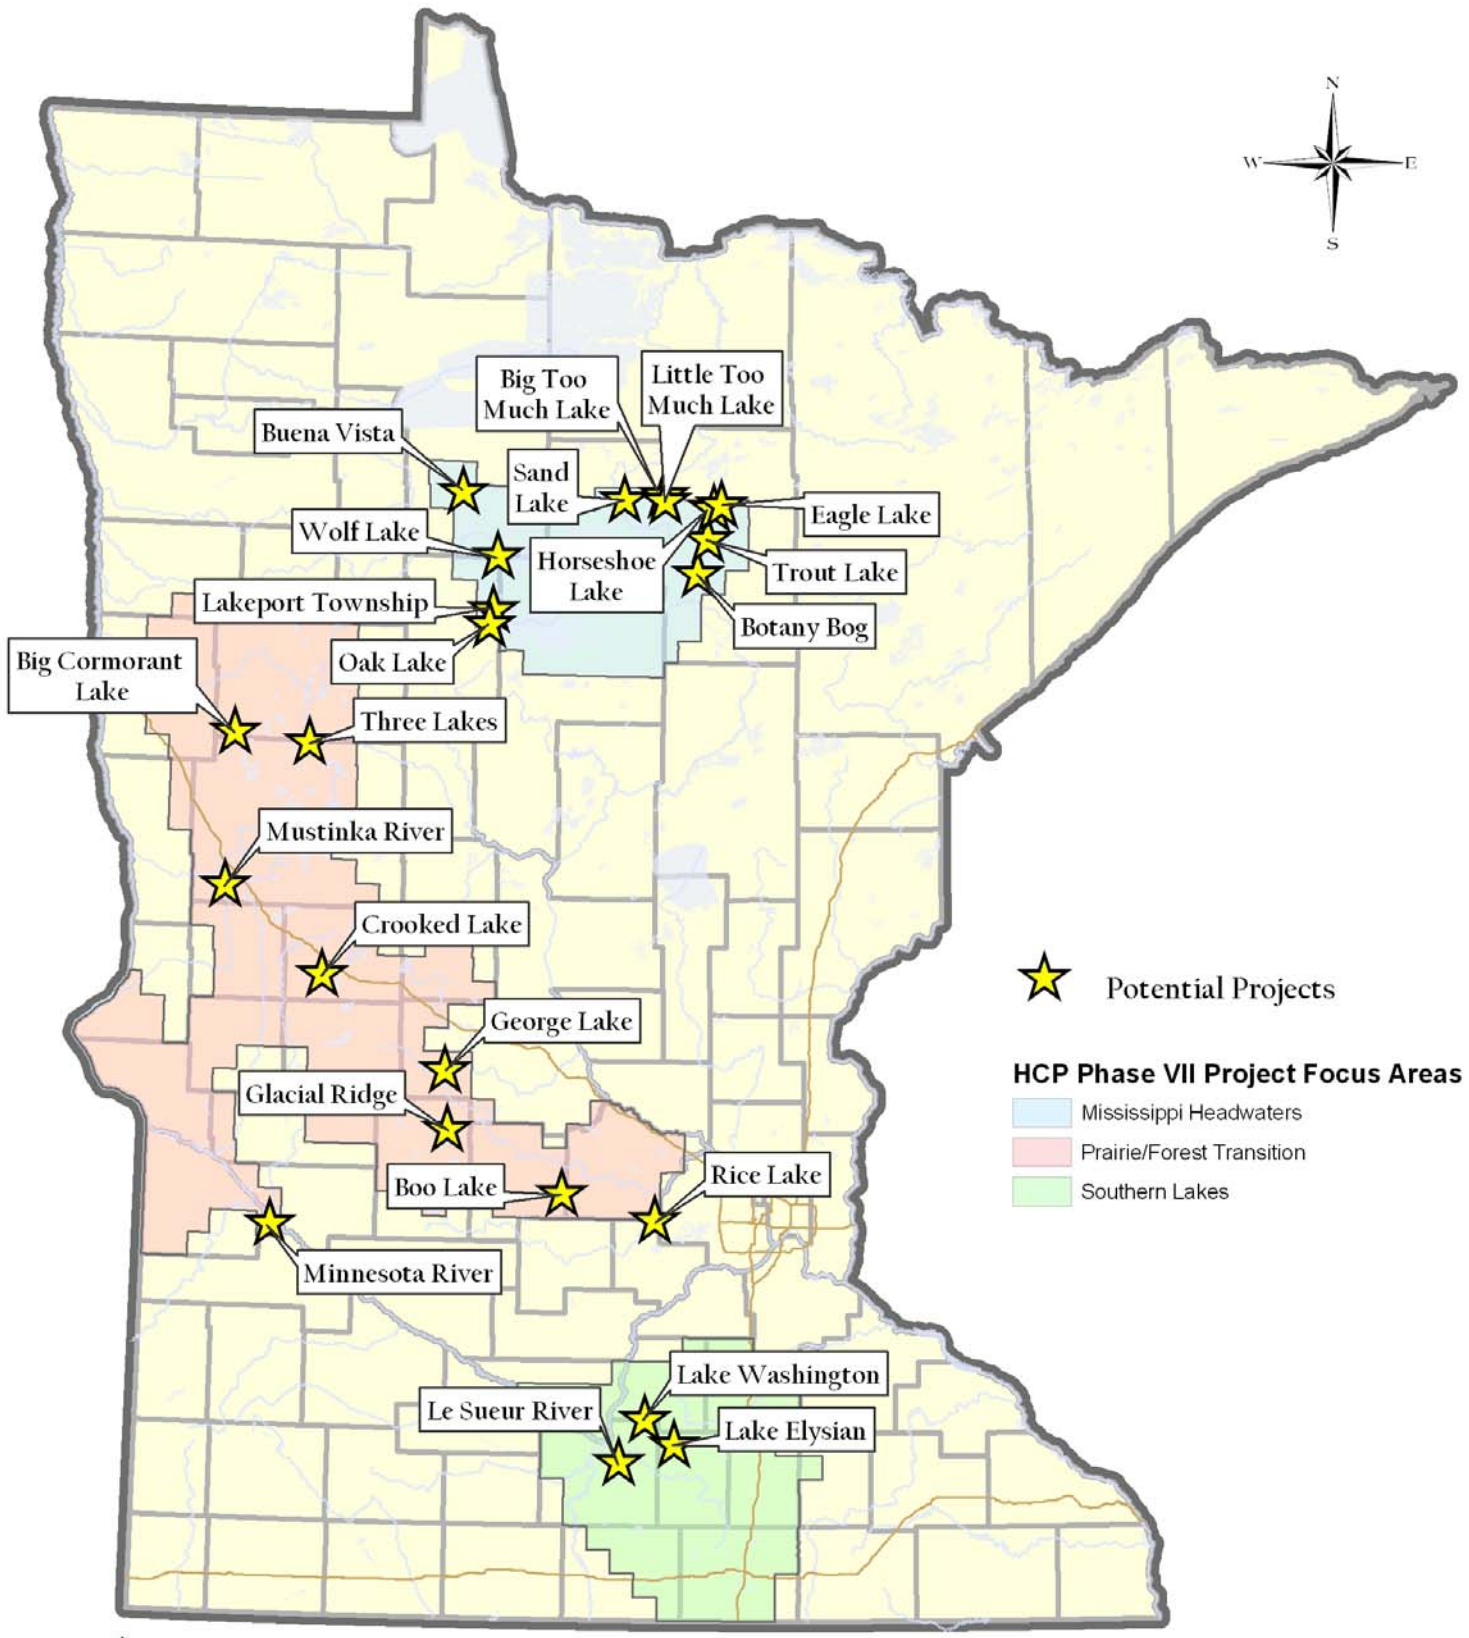 N
W
E
S
Big Too
Much Lake
Little Too
Much Lake
Buena Vista
Sand
Lake
Eagle Lake
Wolf Lake
Horseshoe
Lake
Trout Lake
Lakeport Township
Botany Bog
Oak Lake
Big Cormorant
Lake
Three Lakes
Mustinka River
Crooked Lake
Potential Projects
George Lake
HCP Phase VII Project Focus Areas
Glacial Ridge
Mississippi Headwaters
Prairie/Forest Transition
Boo Lake
Rice Lake
Southern Lakes
Minnesota River
Lake Washington
Le Sueur River
Lake Elysian